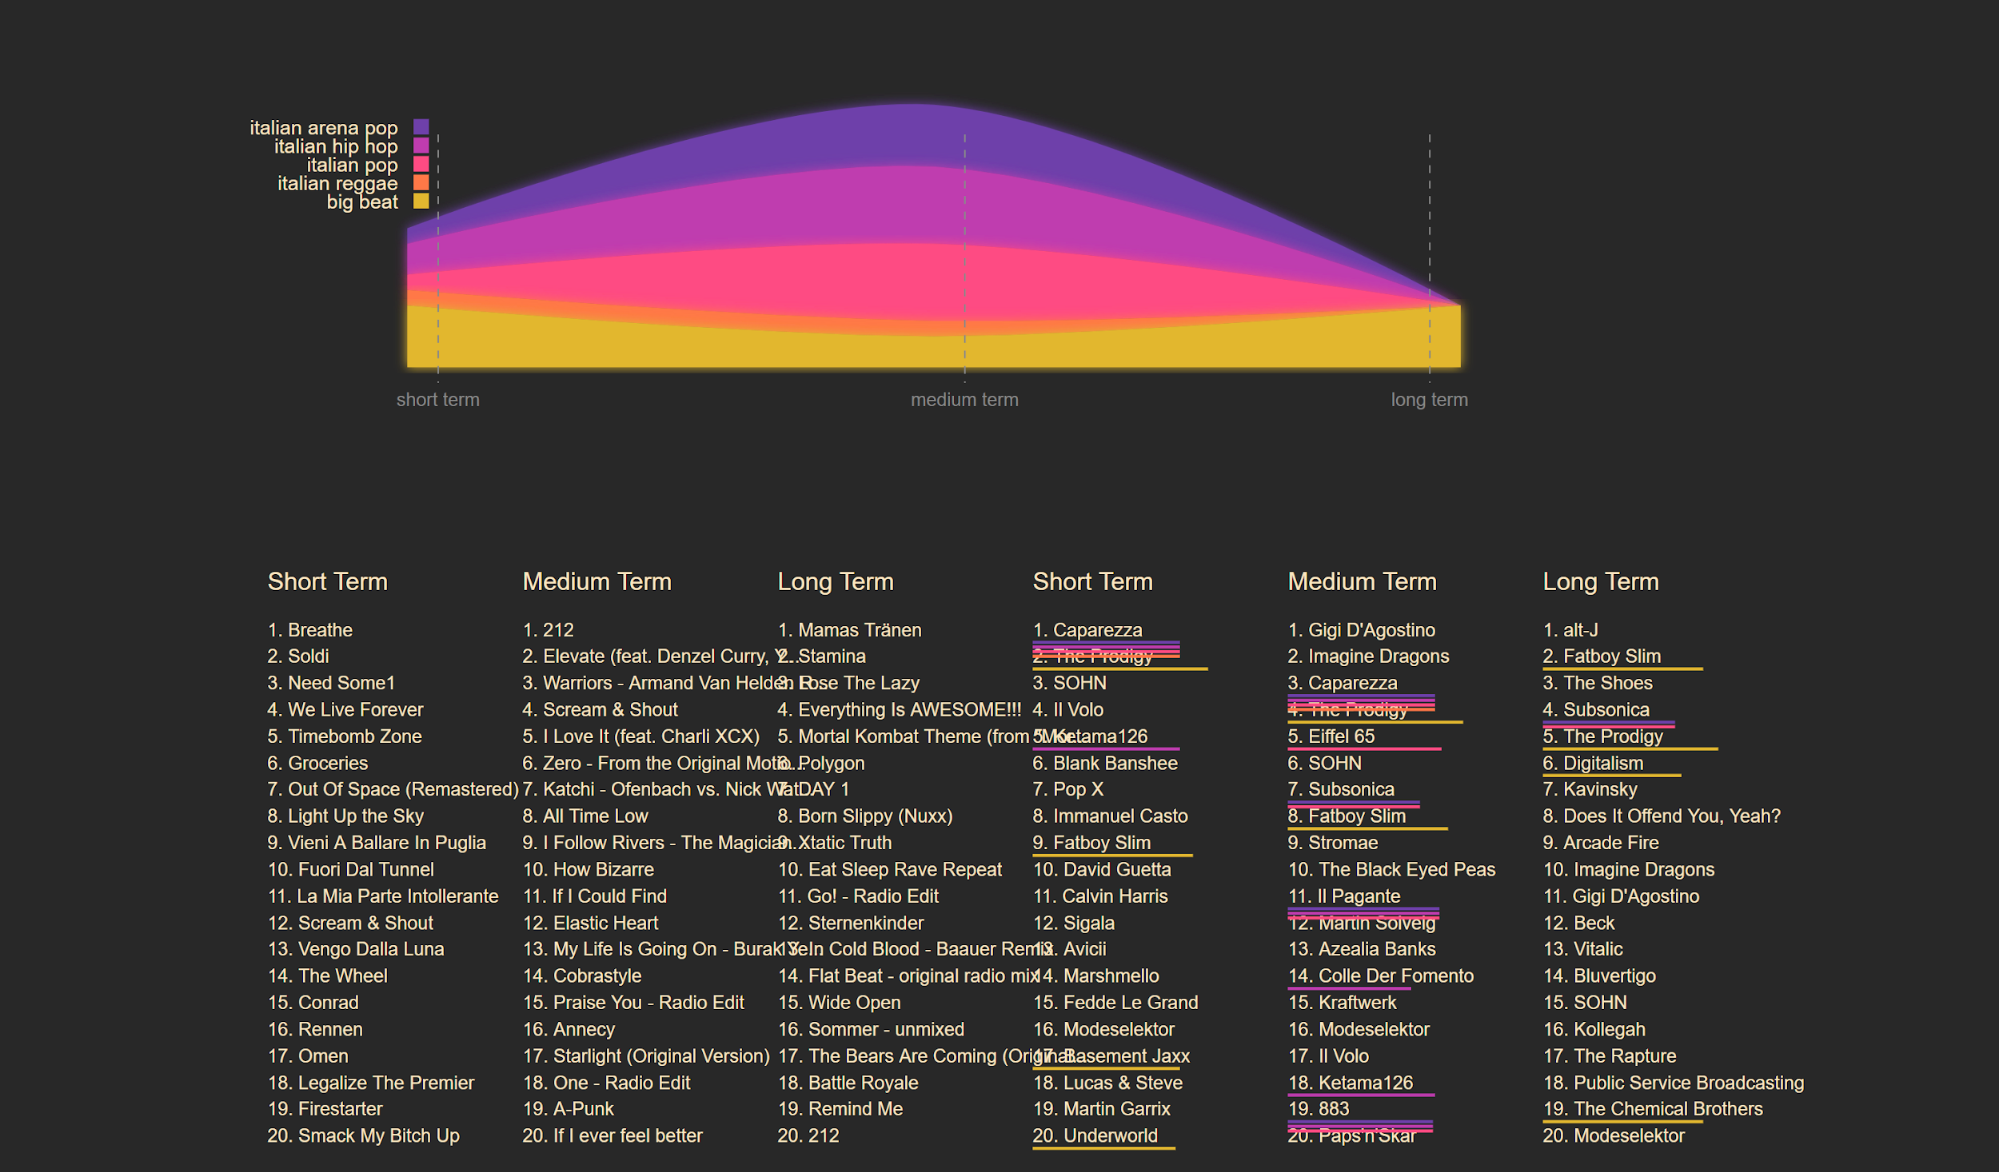 italian arena pop
italian hip hop
italian pop
italian reggae
big beat
short term
medium term
long term
Short Term
1. Breathe
2. Soldi
3. Need Some1
4. We Live Forever
5. Timebomb Zone
6. Groceries
7. Out Of Space (Remastered)
8. Light Up the Sky
9. Vieni A Ballare In Puglia
10. Fuori Dal Tunnel
11. La Mia Parte Intollerante
12. Scream & Shout
13. Vengo Dalla Luna
14. The Wheel
15. Conrad
16. Rennen
17. Omen
18. Legalize The Premier
19. Firestarter
20. Smack My Bitch Up
Medium Term
1. 212
2. Elevate (feat. Denzel Curry, Y...
3. Warriors - Armand Van Helden R...
4. Scream & Shout
5. I Love It (feat. Charli XCX)
6. Zero - From the Original Motio...
7. Katchi - Ofenbach vs. Nick Wat...
8. All Time Low
9. I Follow Rivers - The Magician...
10. How Bizarre
11. If I Could Find
12. Elastic Heart
13. My Life Is Going On - Burak Ye...
14. Cobrastyle
15. Praise You - Radio Edit
16. Annecy
17. Starlight (Original Version)
18. One - Radio Edit
19. A-Punk
20. If I ever feel better
Long Term
1. Mamas Tränen
2. Stamina
3. Lose The Lazy
4. Everything Is AWESOME!!!
5. Mortal Kombat Theme (from "Mor...
6. Polygon
7. DAY 1
8. Born Slippy (Nuxx)
9. Xtatic Truth
10. Eat Sleep Rave Repeat
11. Go! - Radio Edit
12. Sternenkinder
13. In Cold Blood - Baauer Remix
14. Flat Beat - original radio mix
15. Wide Open
16. Sommer - unmixed
17. The Bears Are Coming (Original...
18. Battle Royale
19. Remind Me
20. 212
Short Term
1. Caparezza
2. The Prodigy
3. SOHN
4. Il Volo
5. Ketama126
6. Blank Banshee
7. Pop X
8. Immanuel Casto
9. Fatboy Slim
10. David Guetta
11. Calvin Harris
12. Sigala
13. Avicii
14. Marshmello
15. Fedde Le Grand
16. Modeselektor
17. Basement Jaxx
18. Lucas & Steve
19. Martin Garrix
20. Underworld
Medium Term
1. Gigi D'Agostino
2. Imagine Dragons
3. Caparezza
4. The Prodigy
5. Eiffel 65
6. SOHN
7. Subsonica
8. Fatboy Slim
9. Stromae
10. The Black Eyed Peas
11. Il Pagante
12. Martin Solveig
13. Azealia Banks
14. Colle Der Fomento
15. Kraftwerk
16. Modeselektor
17. Il Volo
18. Ketama126
19. 883
20. Paps'n'Skar
Long Term
1. alt-J
2. Fatboy Slim
3. The Shoes
4. Subsonica
5. The Prodigy
6. Digitalism
7. Kavinsky
8. Does It Offend You, Yeah?
9. Arcade Fire
10. Imagine Dragons
11. Gigi D'Agostino
12. Beck
13. Vitalic
14. Bluvertigo
15. SOHN
16. Kollegah
17. The Rapture
18. Public Service Broadcasting
19. The Chemical Brothers
20. Modeselektor